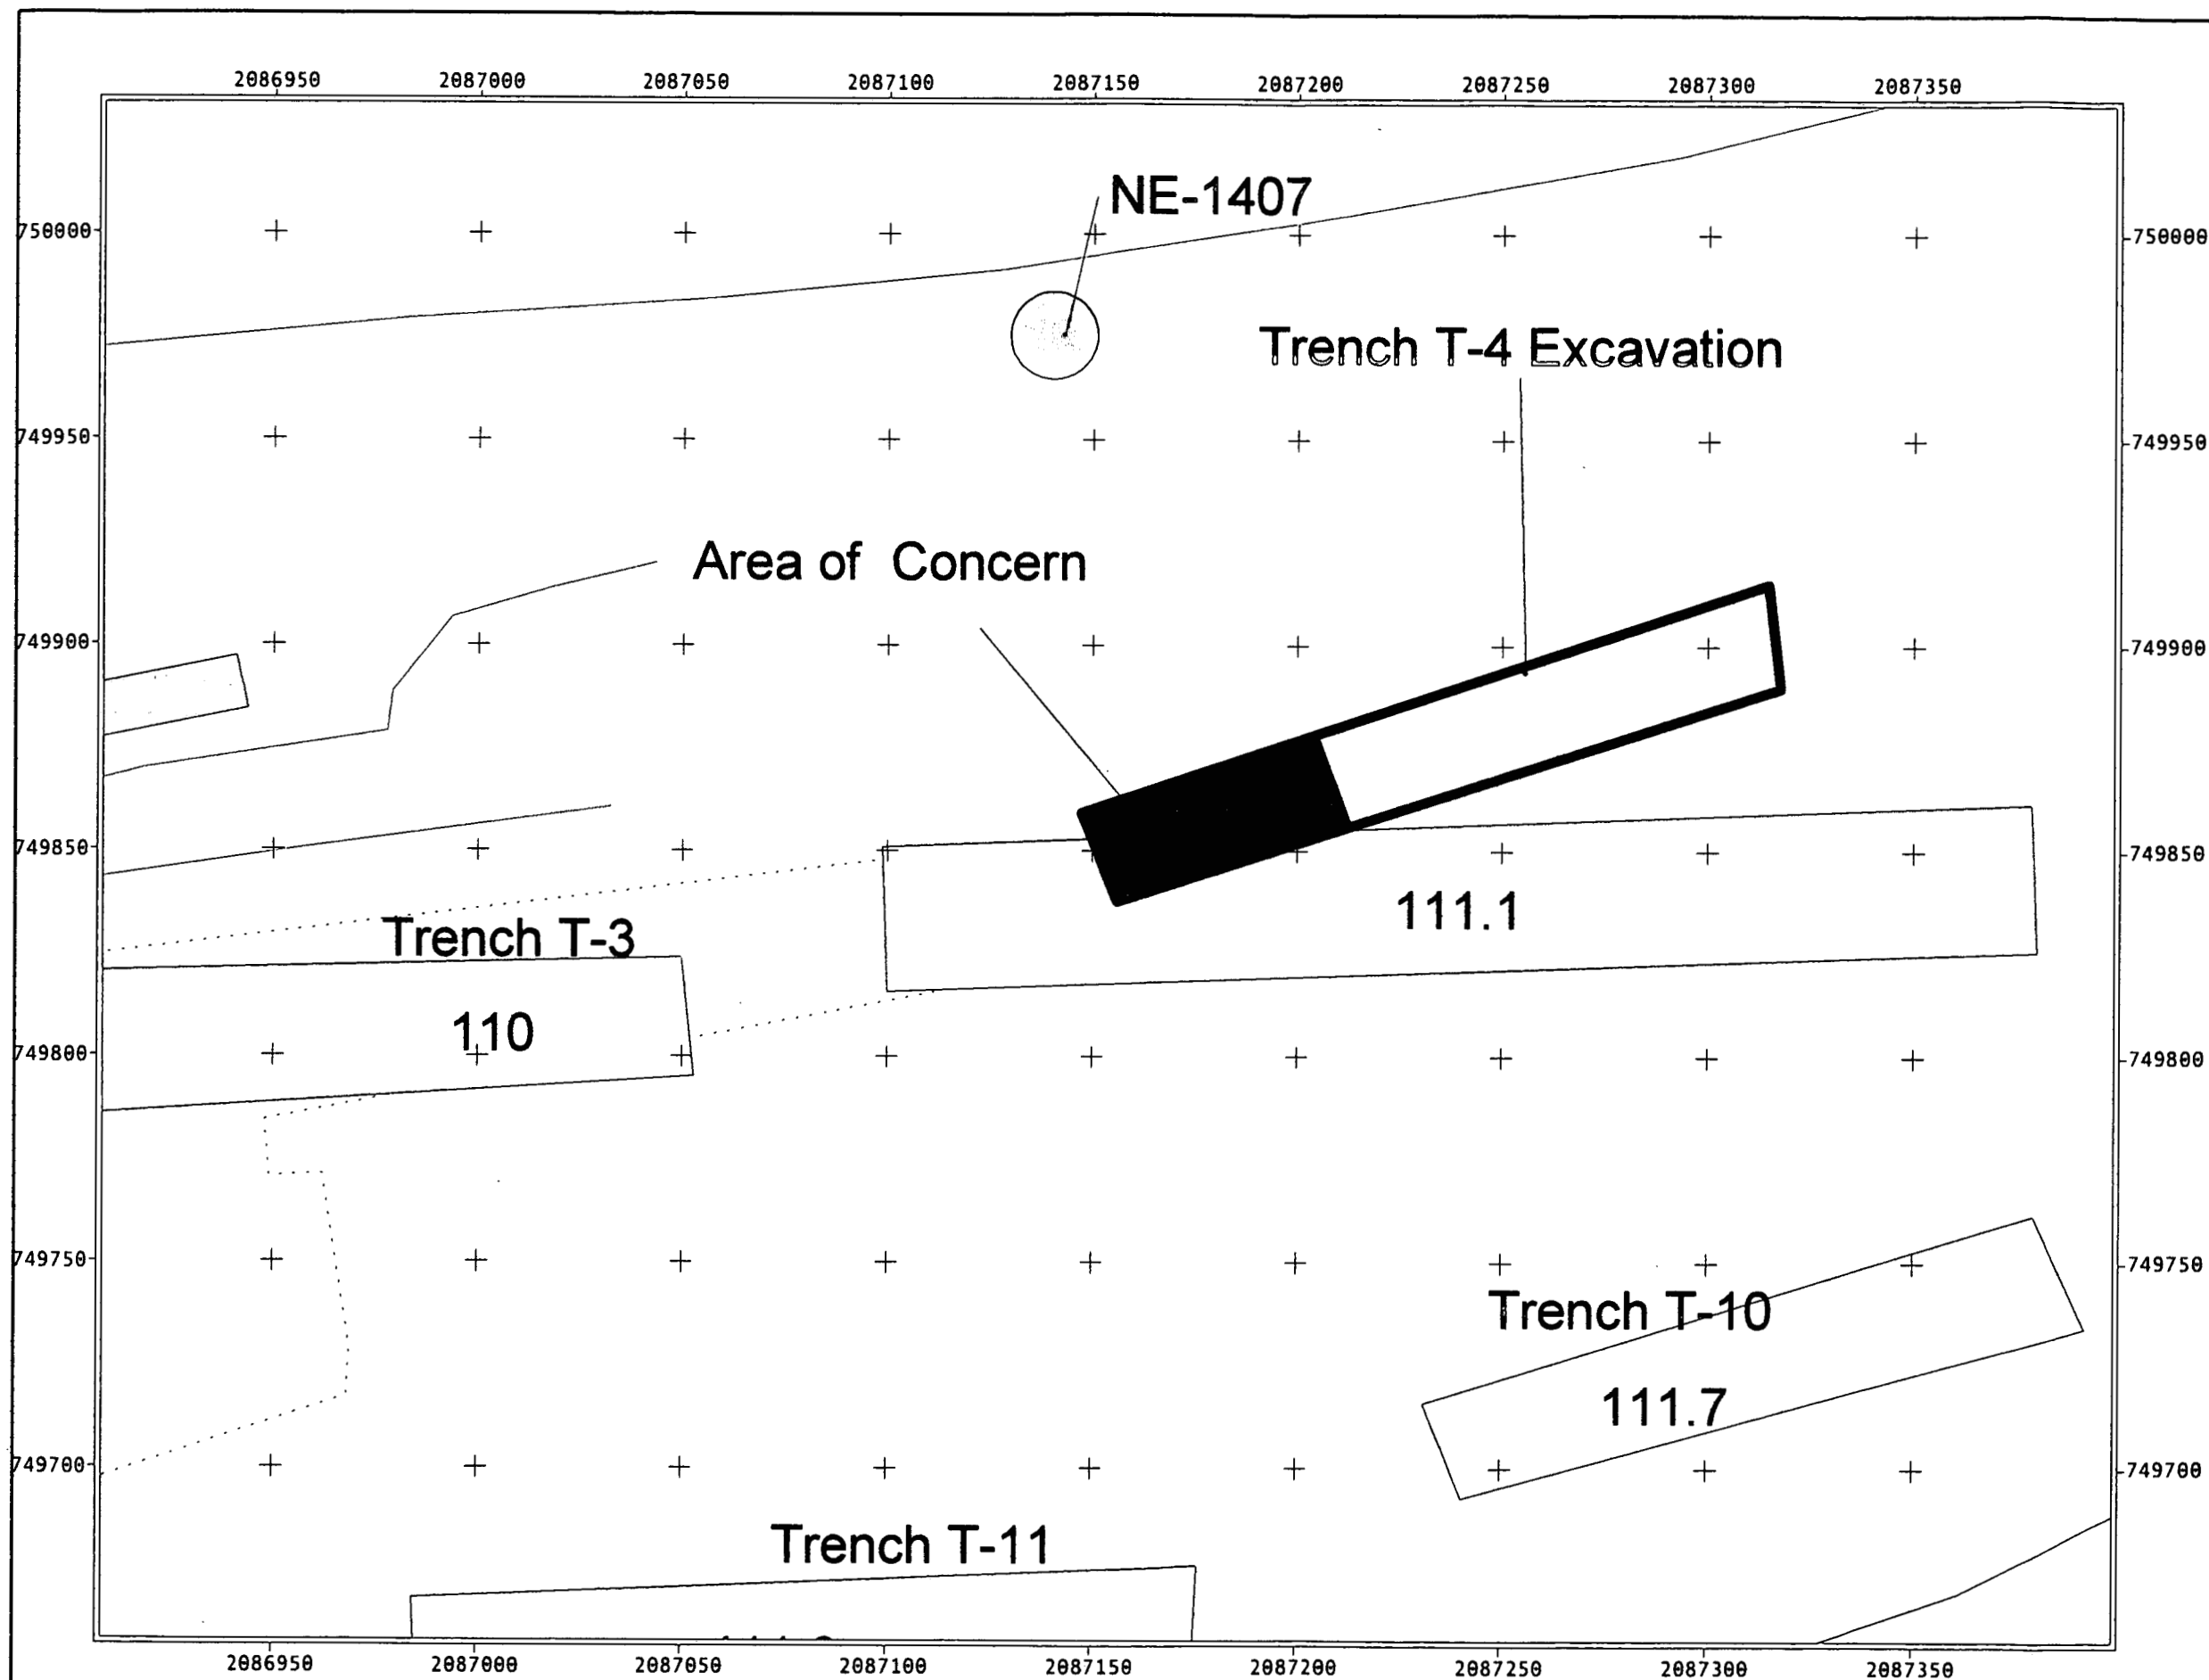 2086950 2087000 2087050 2087100 2087150 2087200 2087250 2087300 2087350
NE-1407
750000 750000
Trench T-4 Excavation
749950 749950
Area of Concern
749900 749900
749850 749850
111.1
Trench T-3
110
749800 749800
749750 749750
Trench T-10
111.7
749700 749700
Trench T-11
2086950 2087000 2087050 2087100 2087150 2087200 2087250 2087300 2087350